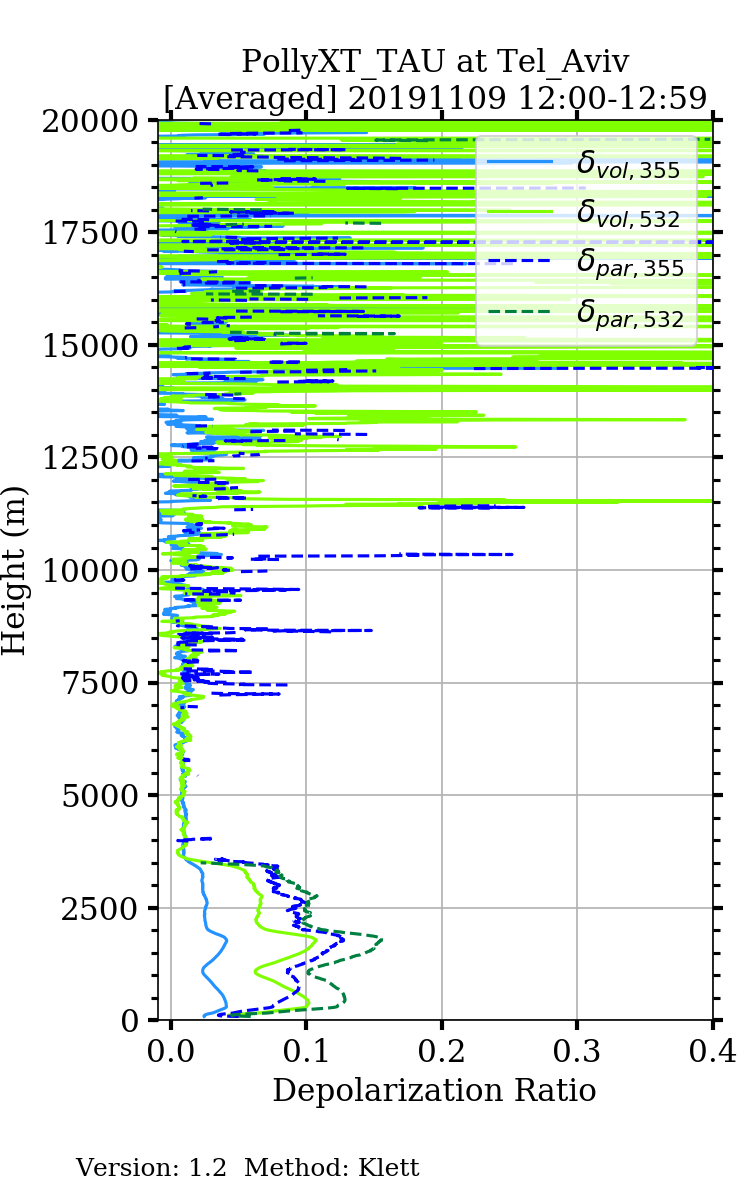 PollyXT_TAU at Tel_Aviv
[Averaged] 20191109 12:00-12:59
20000
17500
15000
12500
10000
7500
5000
2500
0
Height (m)
δvol, 355
δvol, 532
δpar, 355
δpar, 532
0.0 0.1 0.2 0.3 0.4
Depolarization Ratio
Version: 1.2 Method: Klett